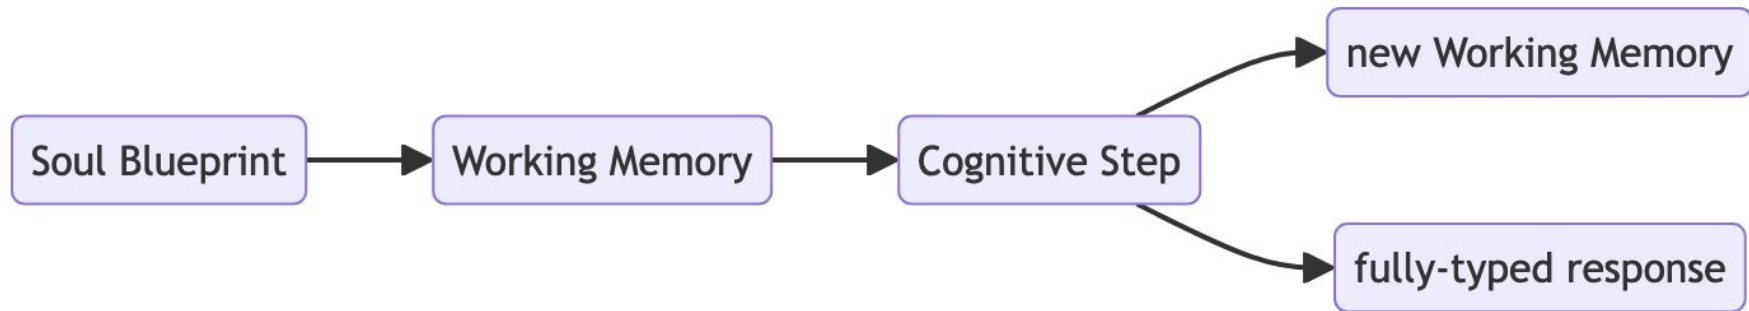 Soul Blueprint
Working Memory
Cognitive Step
new Working Memory
fully-typed response